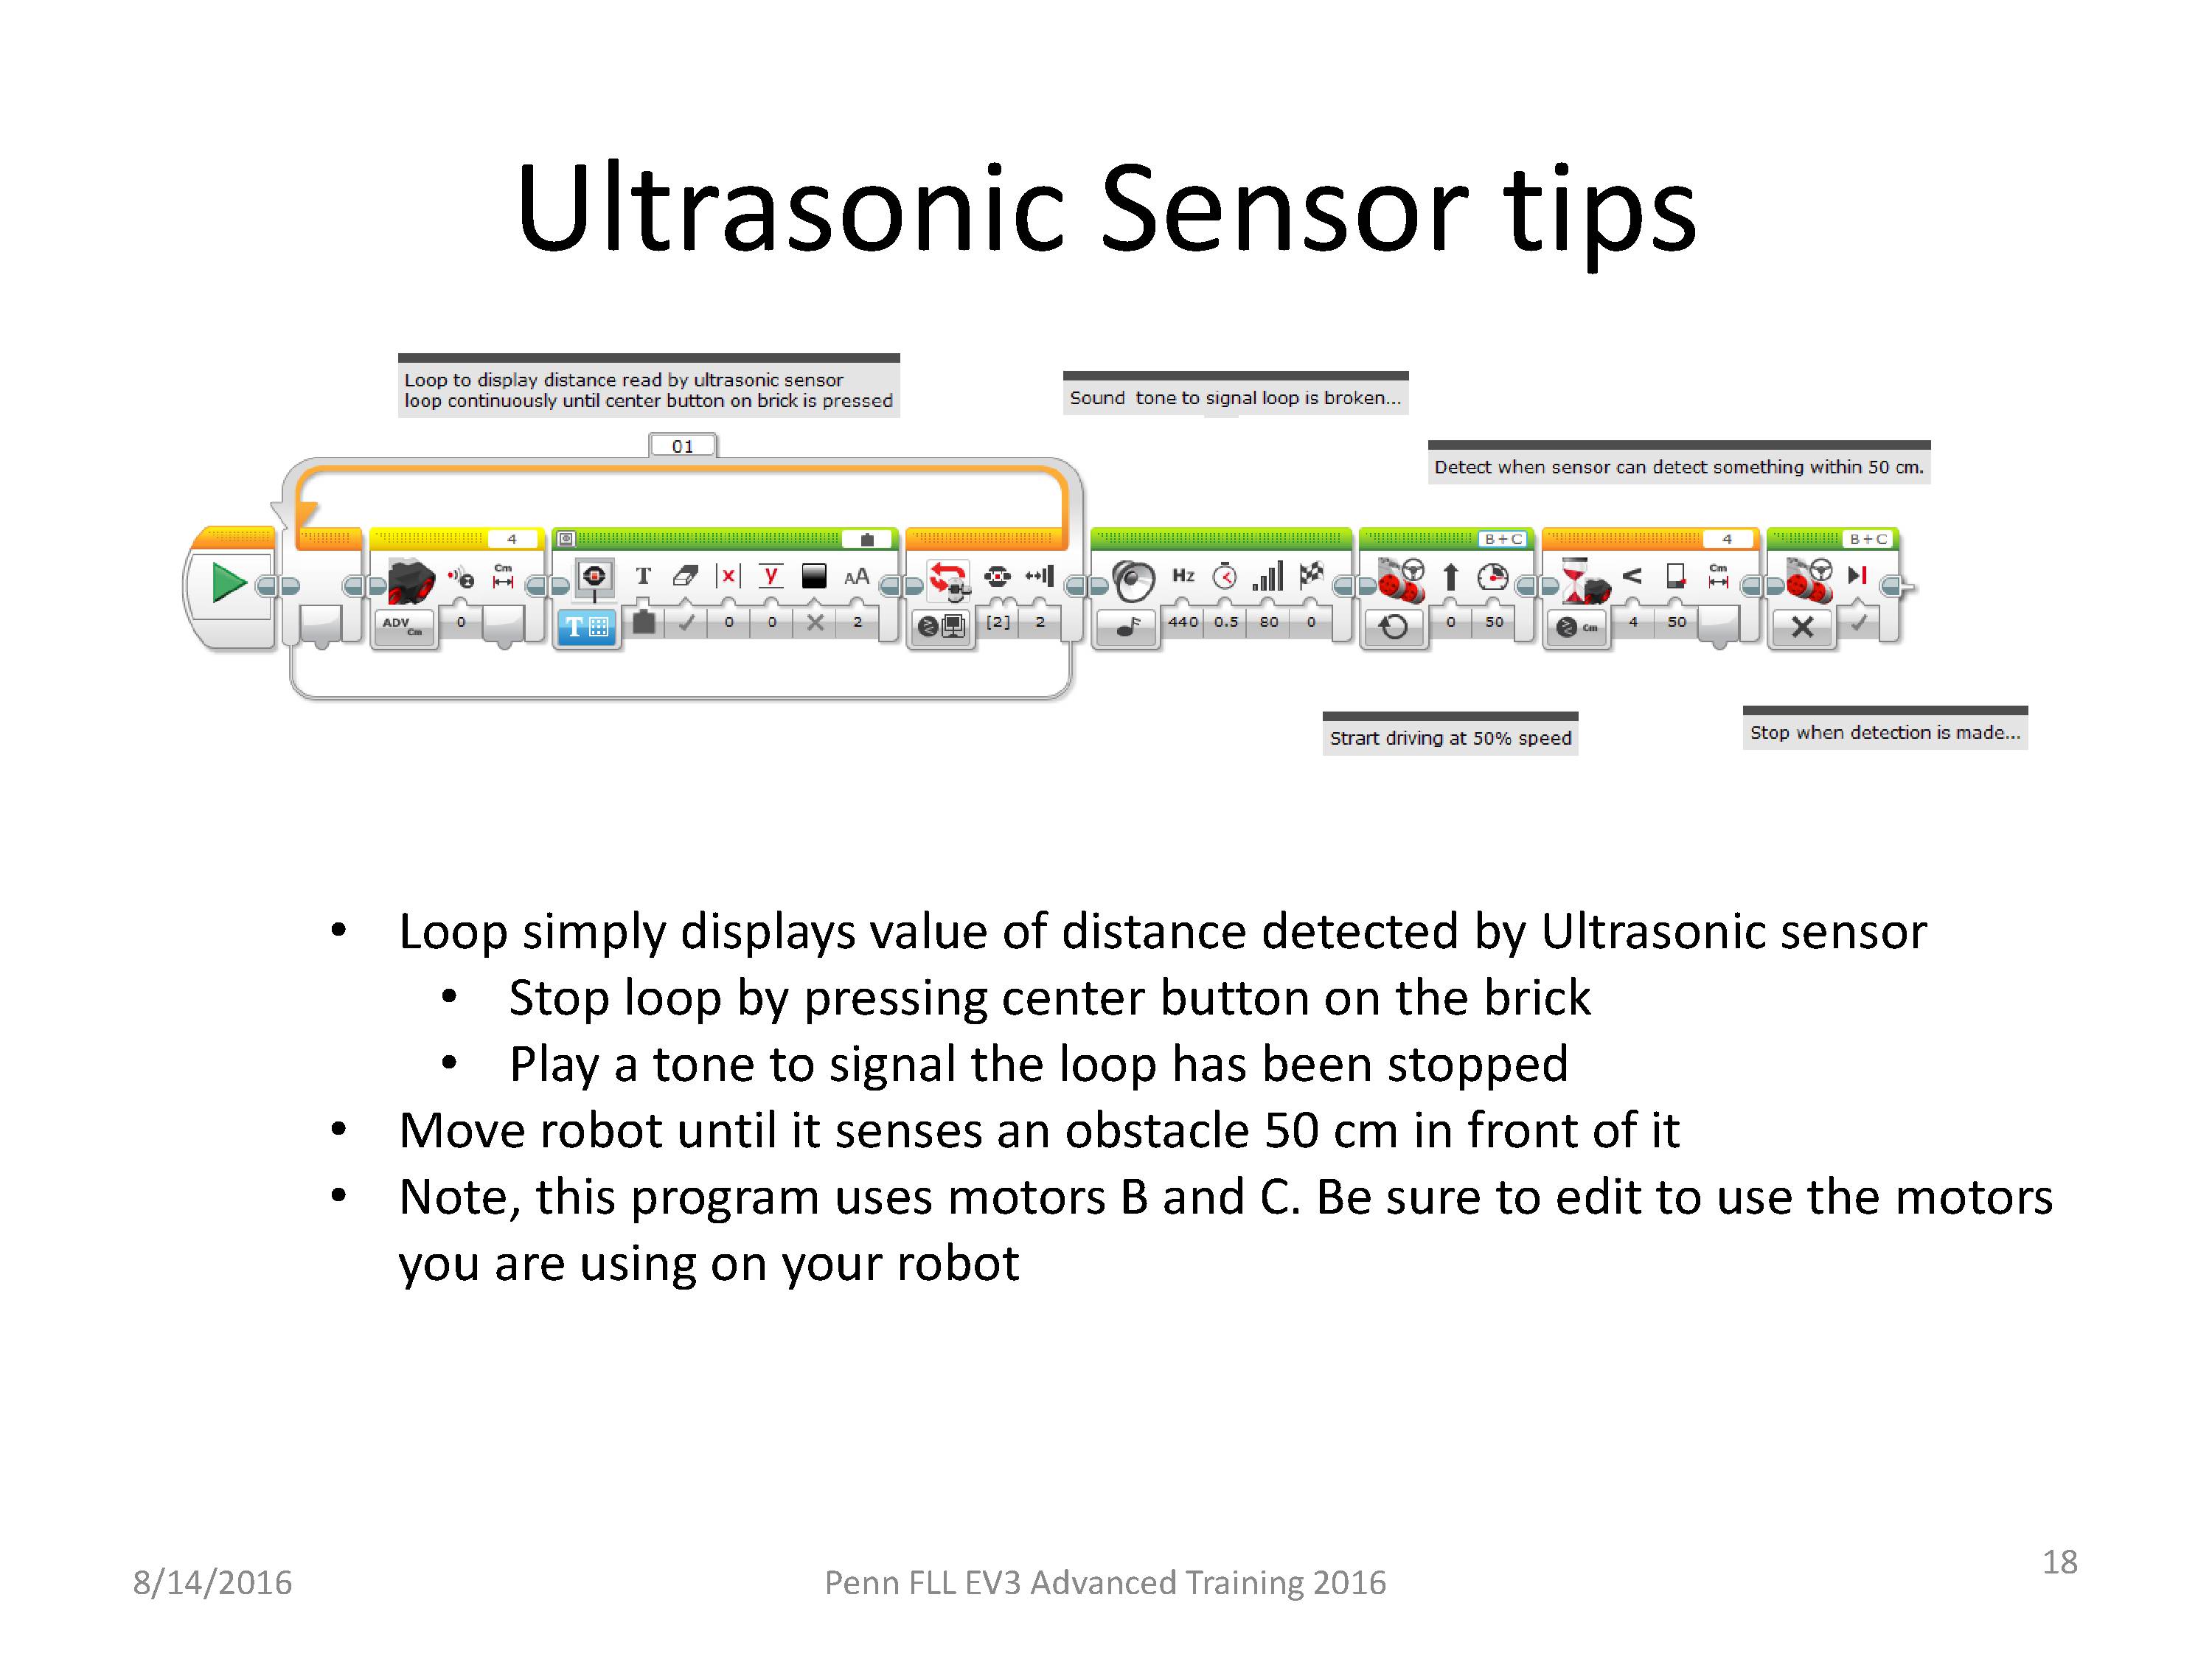 Ultrasonic Sensor tips
Loop to display distance read by ultrasonic sensor
loop continuously until center button on brick is pressed
Sound tone to signal loop is broken...
01
Detect when sensor can detect something within 50 cm.
4
B+C
4
B+C
Cm
T
x
y
AA
Hz
<
Cm
ADV Cm
0
T
0
0
2
[2]
2
440
0.5
80
0
0
50
Cm
4
50
Strart driving at 50% speed
Stop when detection is made...
• Loop simply displays value of distance detected by Ultrasonic sensor
• Stop loop by pressing center button on the brick
• Play a tone to signal the loop has been stopped
• Move robot until it senses an obstacle 50 cm in front of it
• Note, this program uses motors B and C. Be sure to edit to use the motors
you are using on your robot
8/14/2016
Penn FLL EV3 Advanced Training 2016
18